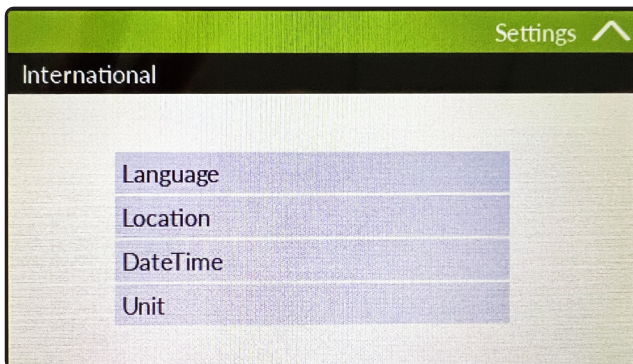 Settings
International
Language
Location
DateTime
Unit